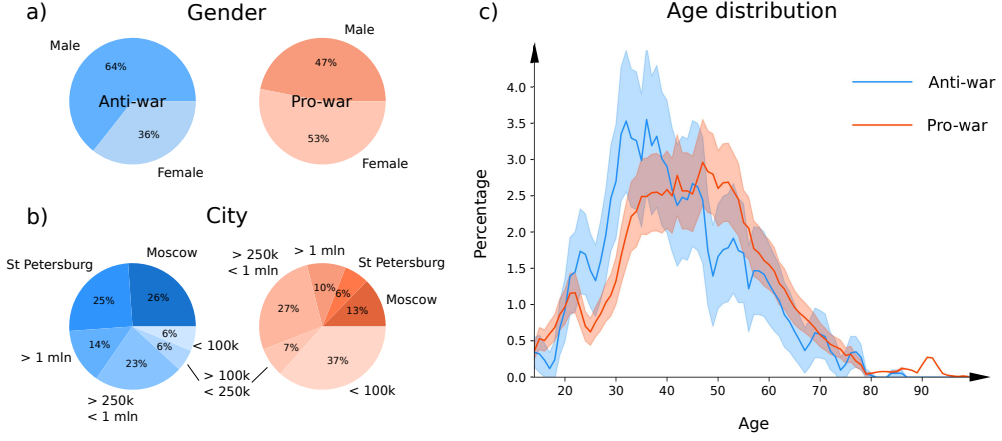 a)
Gender
Male
64%
Anti-war
36%
Female
Male
47%
Pro-war
53%
Female
b)
City
St Petersburg
Moscow
25%
26%
14%
23%
6%
6%
> 1 mln
> 250k
< 1 mln
< 100k
> 100k
< 250k
> 250k
< 1 mln
> 1 mln
St Petersburg
Moscow
27%
10%
6%
13%
7%
37%
< 100k
c)
Age distribution
Percentage
4.0
3.5
3.0
2.5
2.0
1.5
1.0
0.5
0.0
20
30
40
50
60
70
80
90
Age
Anti-war
Pro-war